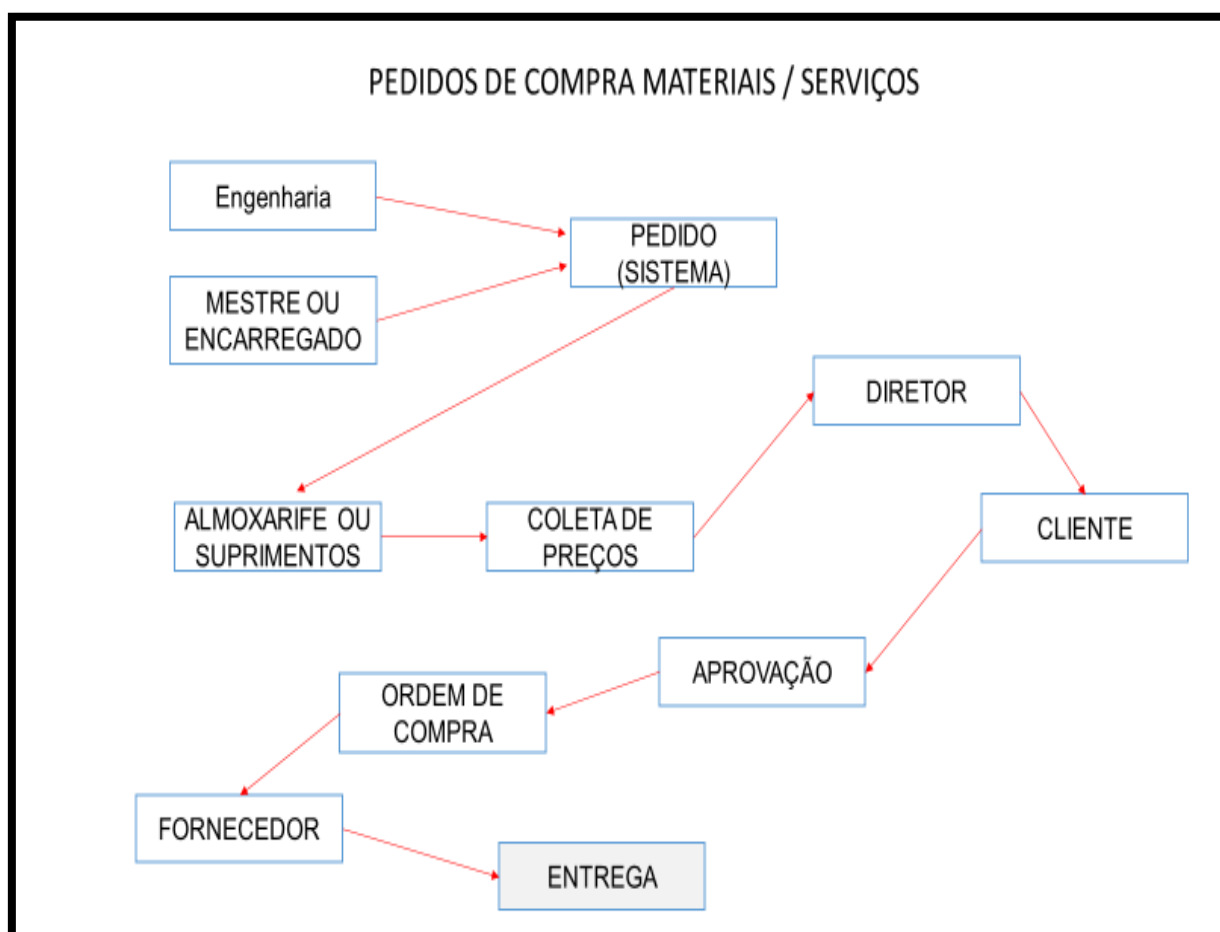 PEDIDOS DE COMPRA MATERIAIS / SERVIÇOS
Engenharia
PEDIDO
(SISTEMA)
MESTRE OU
ENCARREGADO
DIRETOR
ALMOXARIFE OU
SUPRIMENTOS
COLETA DE
PREÇOS
CLIENTE
APROVAÇÃO
ORDEM DE
COMPRA
FORNECEDOR
ENTREGA